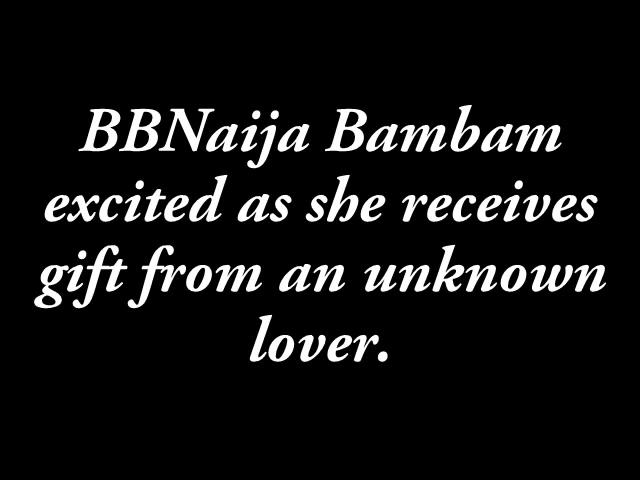 BBNaija Bambam
excited as she receives
gift from an unknown
lover.